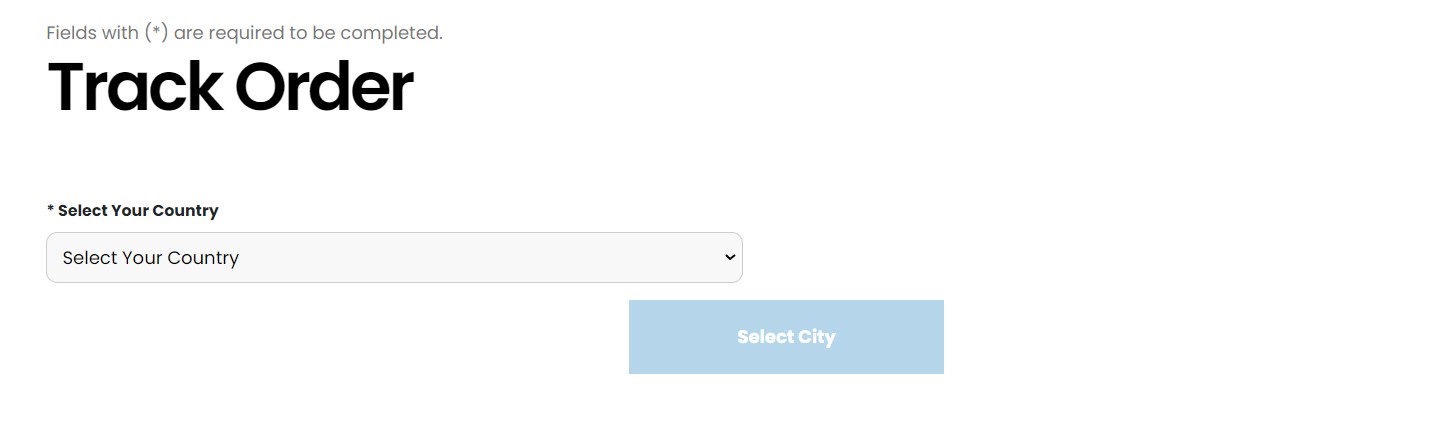 Fields with (*) are required to be completed.
Track Order
* Select Your Country
Select Your Country
Select City